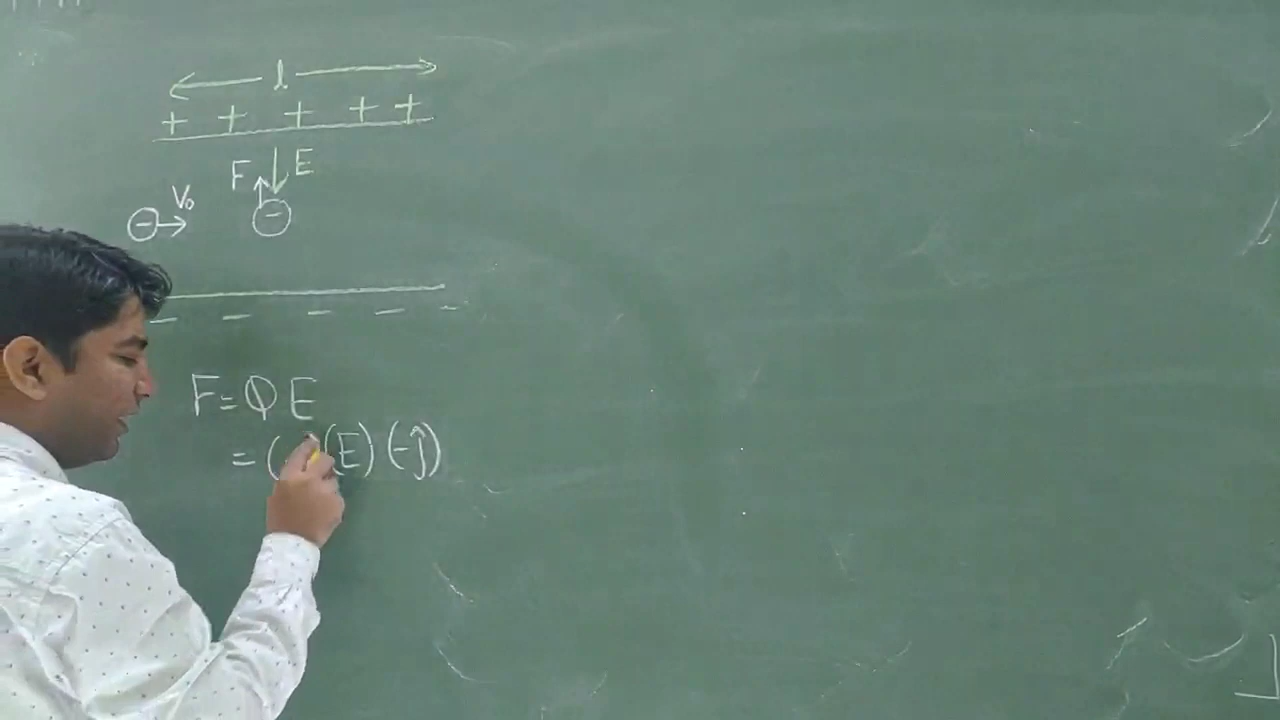 l
+ + + + +
F E
V₀
- -
- - - - -
F = Q E
= ( (E) (-ĵ)